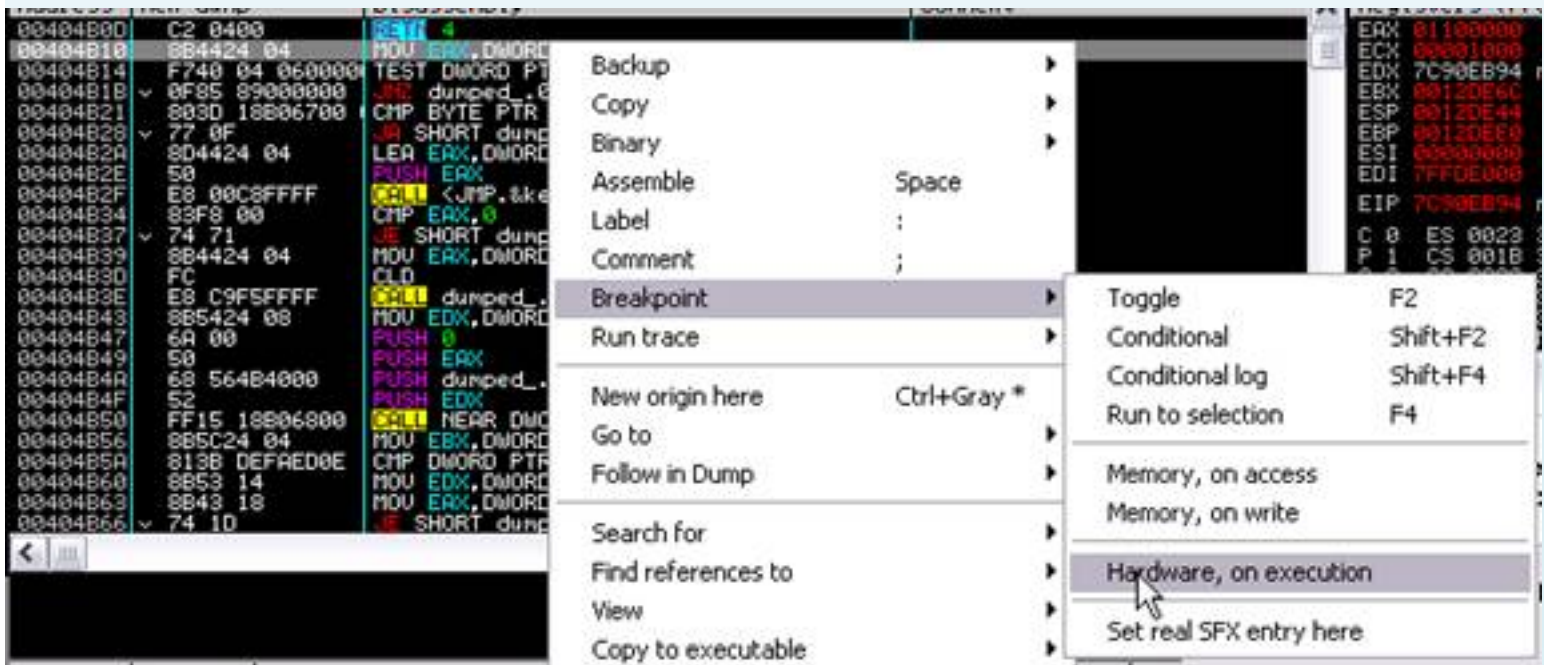 Address Hex dump Disassembly Comment
00404B0D C2 0400 RETN 4
00404B10 8B4424 04 MOV EAX,DWORD
00404B14 F740 04 060000 TEST DWORD PT
00404B1B 0F85 89000000 JNZ dumped_.0
00404B21 803D 18B06700 CMP BYTE PTR
00404B28 77 0F JA SHORT dump
00404B2A 8D4424 04 LEA EAX,DWORD
00404B2E 50 PUSH EAX
00404B2F E8 00C8FFFF CALL <JMP.&ke
00404B34 83F8 00 CMP EAX,0
00404B37 74 71 JE SHORT dump
00404B39 8B4424 04 MOV EAX,DWORD
00404B3D FC CLD
00404B3E E8 C9F5FFFF CALL dumped_.
00404B43 8B5424 08 MOV EDX,DWORD
00404B47 6A 00 PUSH 0
00404B49 50 PUSH EAX
00404B4A 68 564B4000 PUSH dumped_.
00404B4F 52 PUSH EDX
00404B50 FF15 18B06800 CALL NEAR DWO
00404B56 8B5C24 04 MOV EBX,DWORD
00404B5A 813B DEFAED0E CMP DWORD PTR
00404B60 8B53 14 MOV EDX,DWORD
00404B63 8B43 18 MOV EAX,DWORD
00404B66 74 1D JE SHORT dump
Backup
Copy
Binary
Assemble Space
Label :
Comment ;
Breakpoint
Run trace
New origin here Ctrl+Gray *
Go to
Follow in Dump
Search for
Find references to
View
Copy to executable
Toggle F2
Conditional Shift+F2
Conditional log Shift+F4
Run to selection F4
Memory, on access
Memory, on write
Hardware, on execution
Set real SFX entry here
EAX 01100000
ECX 00001000
EDX 7C90EB94
EBX 0012DE6C
ESP 0012DE44
EBP 0012DEE0
ESI 00000000
EDI 7FFDE000
EIP 7C90EB94
C 0 ES 0023
P 1 CS 001B